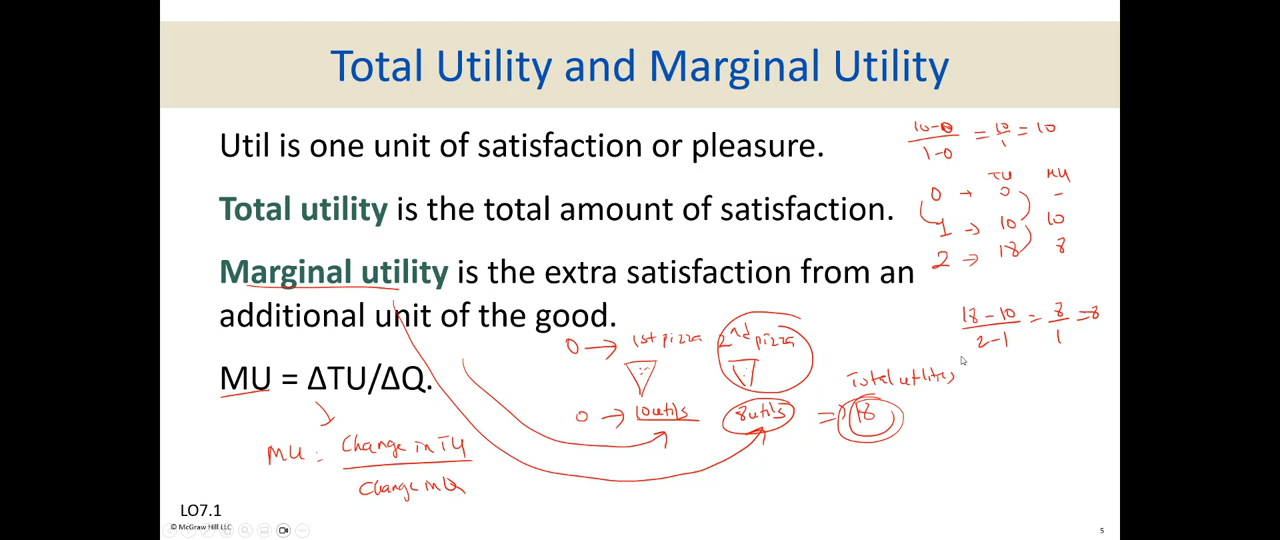 Total Utility and Marginal Utility
Util is one unit of satisfaction or pleasure.
Total utility is the total amount of satisfaction.
Marginal utility is the extra satisfaction from an
additional unit of the good.
MU = ΔTU/ΔQ.
MU = Change in TU / Change in Q
10-0 / 1-0 = 10 / 1 = 10
TU MU
0 → 0 -
1 → 10 10
2 → 18 8
18 - 10 / 2-1 = 8 / 1 = 8
0 → 1st pizza 2nd pizza
Total utilities
0 → 10 utils 8 utils = 18
LO7.1
© McGraw Hill LLC
5